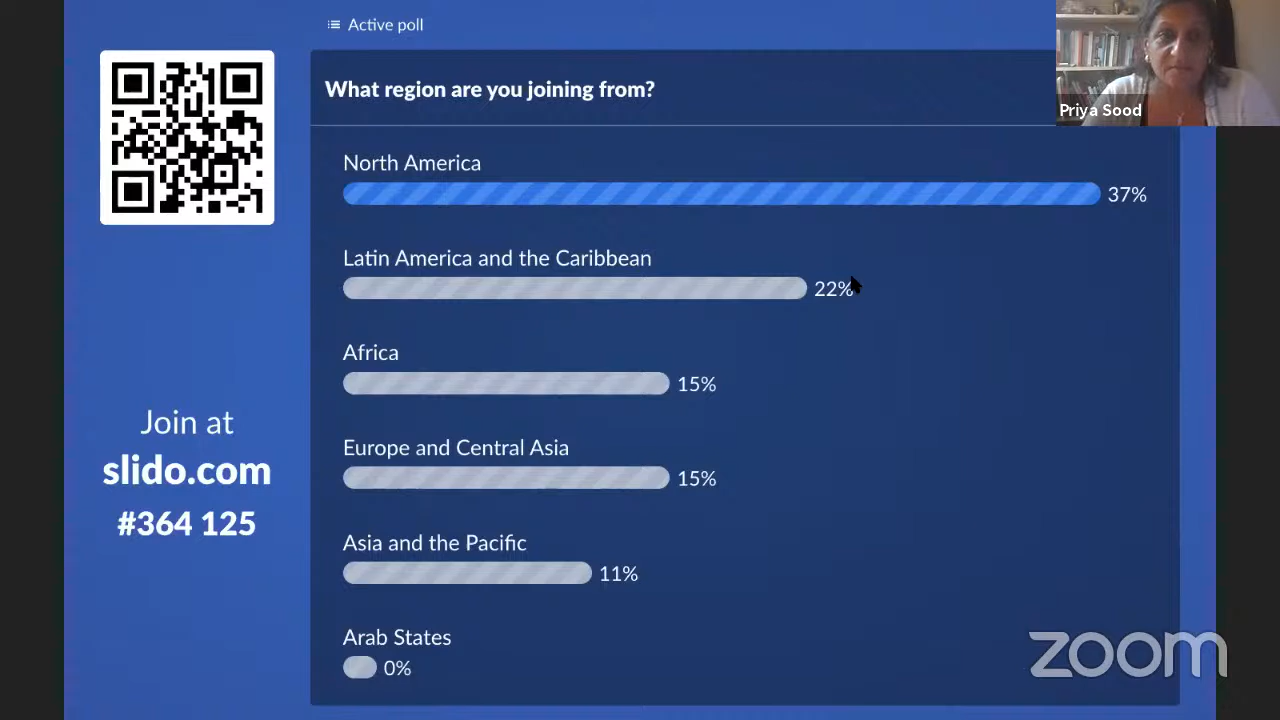 Active poll
What region are you joining from?
Priya Sood
North America
37%
Latin America and the Caribbean
22%
Africa
15%
Europe and Central Asia
15%
Asia and the Pacific
11%
Arab States
0%
Join at
slido.com
#364 125
zoom